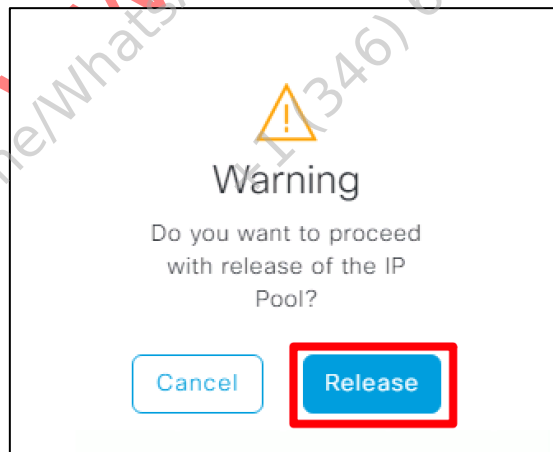 Warning
Do you want to proceed
with release of the IP
Pool?
Cancel
Release